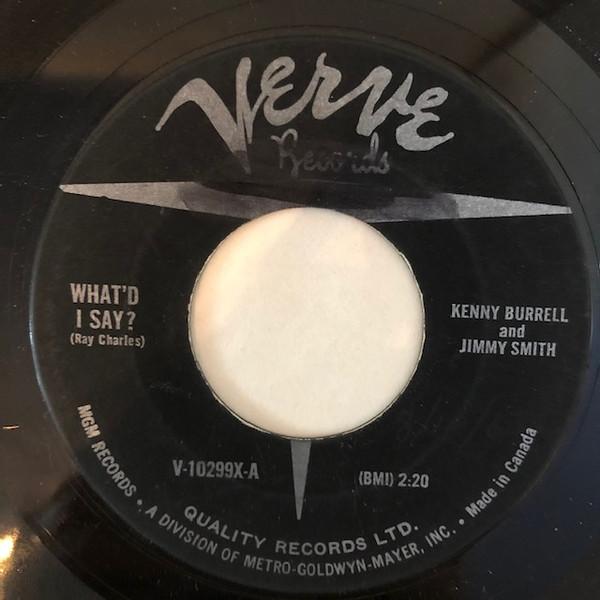 Verve
Records
WHAT'D
I SAY?
(Ray Charles)
KENNY BURRELL
and
JIMMY SMITH
V-10299X-A
(BMI) 2:20
QUALITY RECORDS LTD.
MGM RECORDS • A DIVISION OF METRO-GOLDWYN-MAYER, INC. • Made in Canada